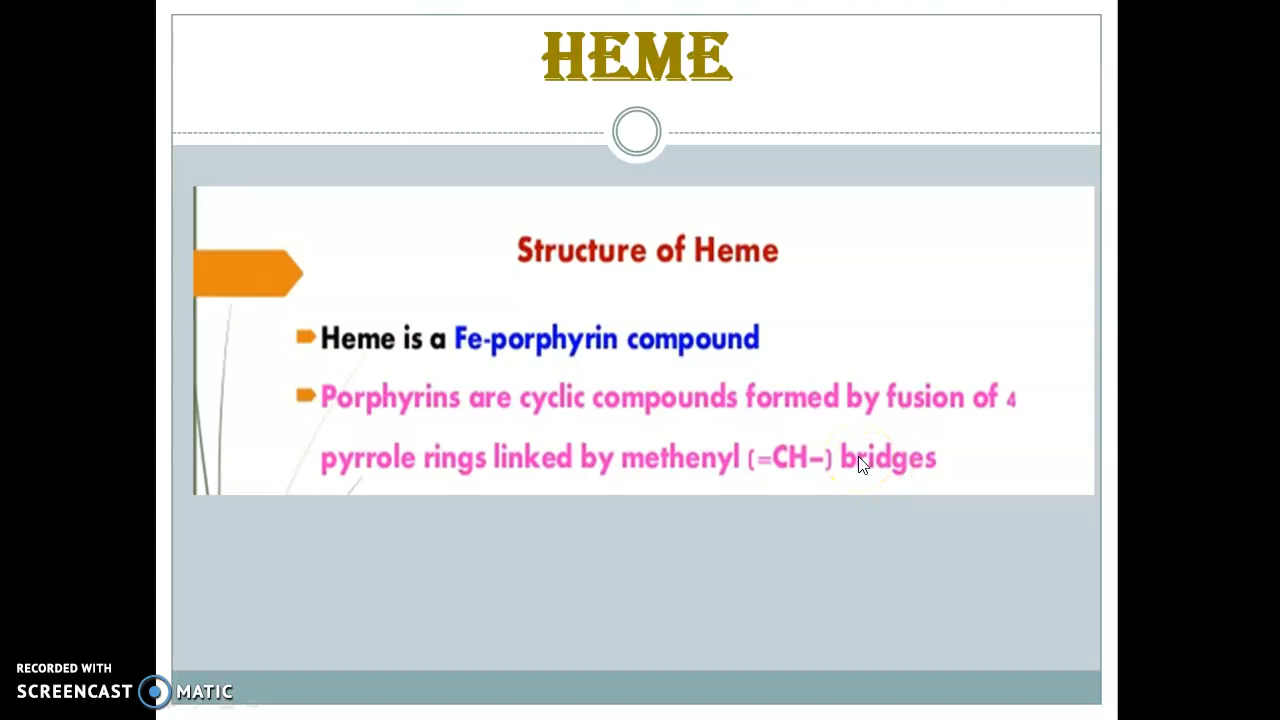 HEME
Structure of Heme
Heme is a Fe-porphyrin compound
Porphyrins are cyclic compounds formed by fusion of 4
pyrrole rings linked by methenyl (=CH–) bridges
RECORDED WITH
SCREENCAST MATIC